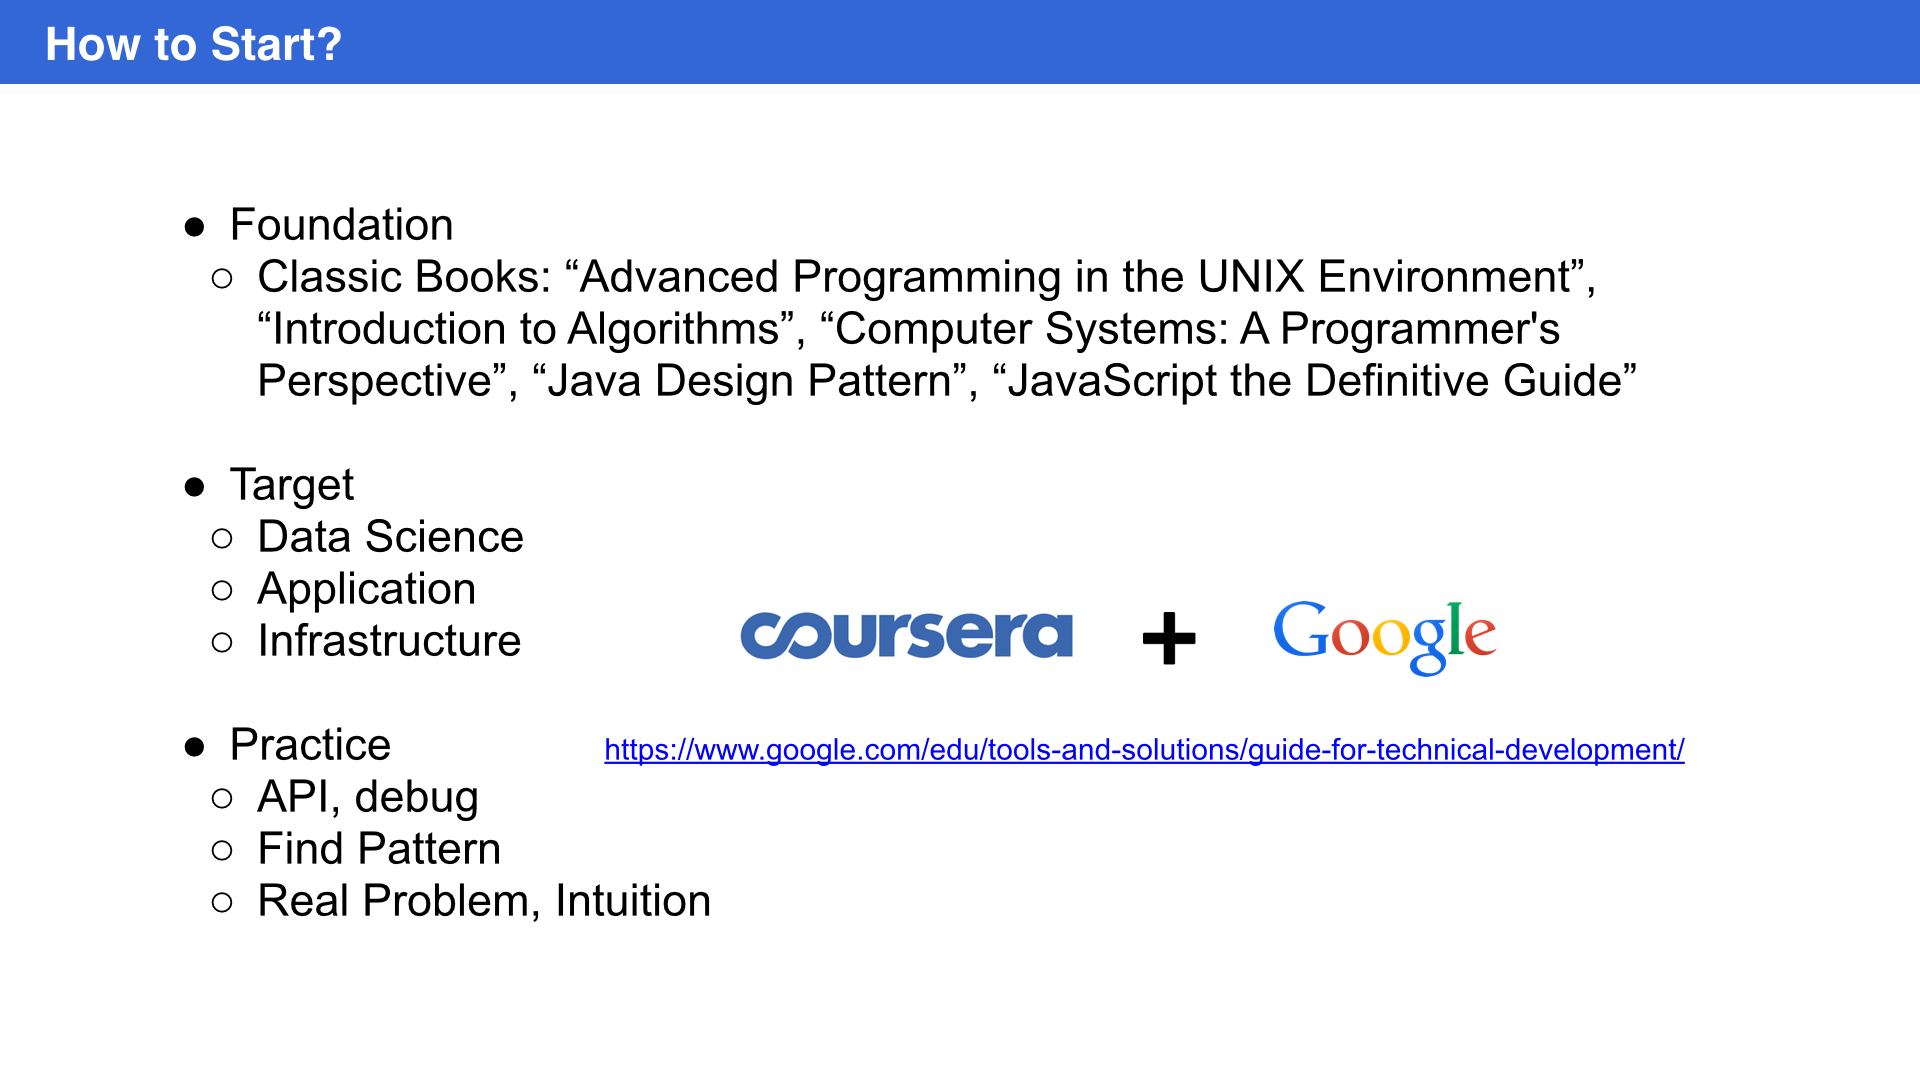 How to Start?
● Foundation
○ Classic Books: “Advanced Programming in the UNIX Environment”,
“Introduction to Algorithms”, “Computer Systems: A Programmer's
Perspective”, “Java Design Pattern”, “JavaScript the Definitive Guide”
● Target
○ Data Science
○ Application
○ Infrastructure
coursera + Google
● Practice
https://www.google.com/edu/tools-and-solutions/guide-for-technical-development/
○ API, debug
○ Find Pattern
○ Real Problem, Intuition